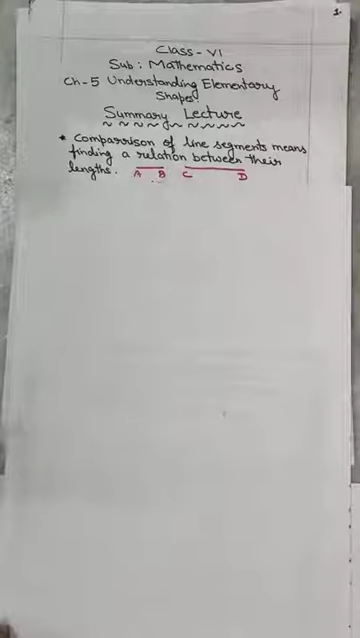 1.
Class - VI
Sub : Mathematics
Ch-5 Understanding Elementary
Shapes
Summary Lecture
* Comparison of line segments means
finding a relation between their
lengths. A B C D